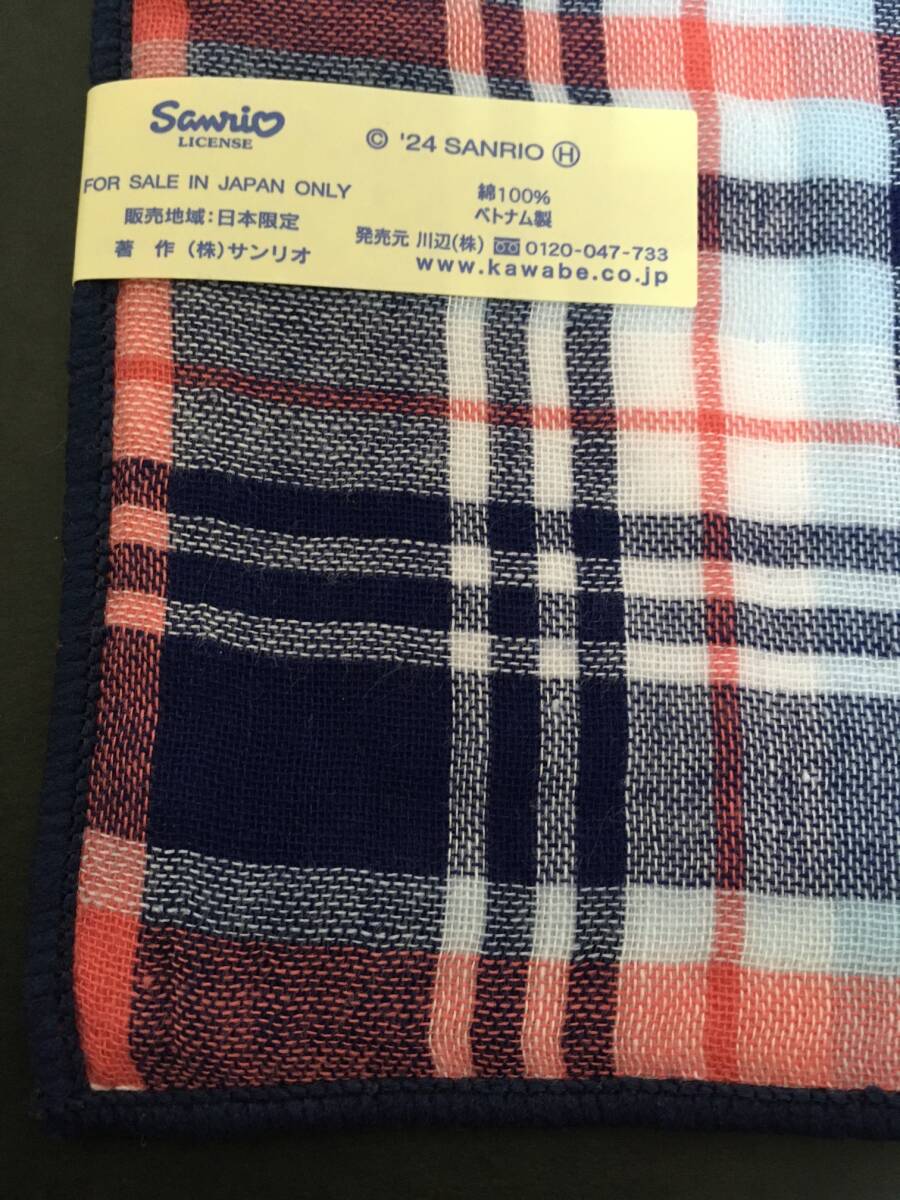 Sanrio
LICENSE
© '24 SANRIO Ⓗ
FOR SALE IN JAPAN ONLY
販売地域:日本限定
著 作 (株)サンリオ
綿100%
ベトナム製
発売元 川辺(株) 0120-047-733
www.kawabe.co.jp